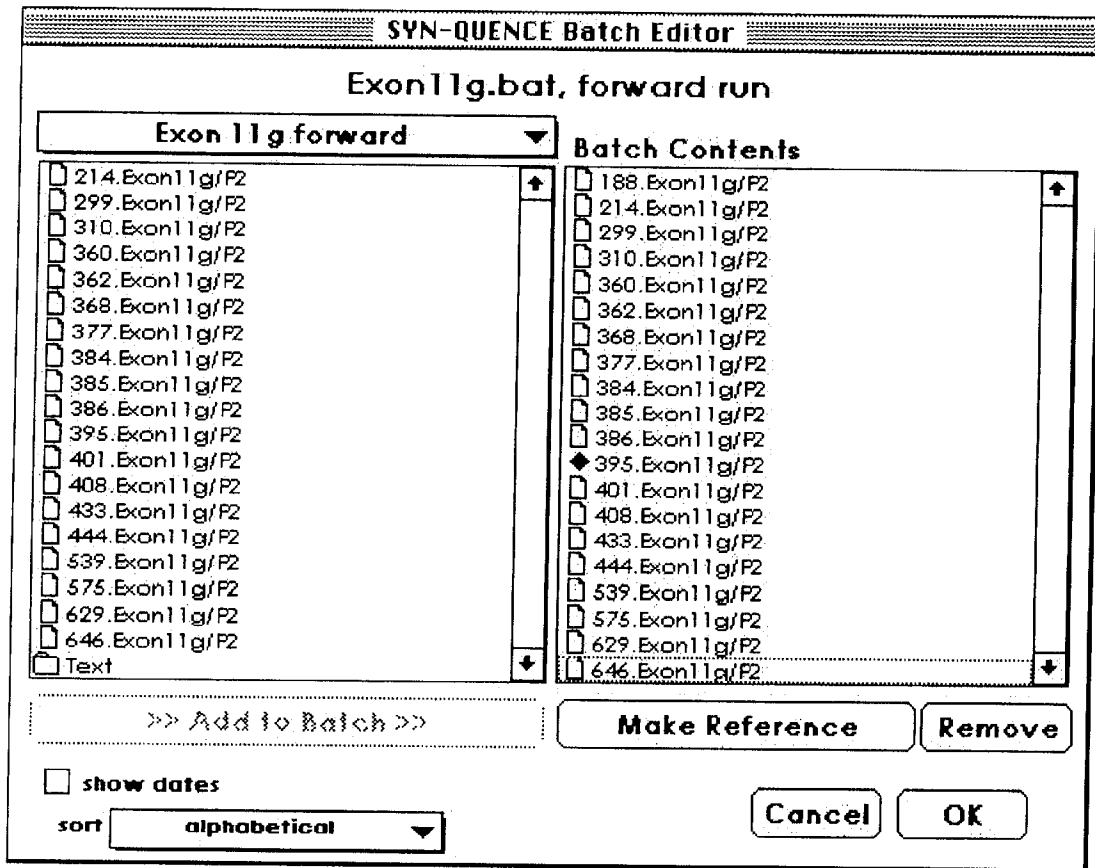 SYN-QUENCE Batch Editor
Exon11g.bat, forward run
Exon 11g forward
214.Exon11g/P2
299.Exon11g/P2
310.Exon11g/P2
360.Exon11g/P2
362.Exon11g/P2
368.Exon11g/P2
377.Exon11g/P2
384.Exon11g/P2
385.Exon11g/P2
386.Exon11g/P2
395.Exon11g/P2
401.Exon11g/P2
408.Exon11g/P2
433.Exon11g/P2
444.Exon11g/P2
539.Exon11g/P2
575.Exon11g/P2
629.Exon11g/P2
646.Exon11g/P2
Text
>> Add to Batch >>
show dates
sort alphabetical
Batch Contents
188.Exon11g/P2
214.Exon11g/P2
299.Exon11g/P2
310.Exon11g/P2
360.Exon11g/P2
362.Exon11g/P2
368.Exon11g/P2
377.Exon11g/P2
384.Exon11g/P2
385.Exon11g/P2
386.Exon11g/P2
395.Exon11g/P2
401.Exon11g/P2
408.Exon11g/P2
433.Exon11g/P2
444.Exon11g/P2
539.Exon11g/P2
575.Exon11g/P2
629.Exon11g/P2
646.Exon11g/P2
Make Reference
Remove
Cancel
OK